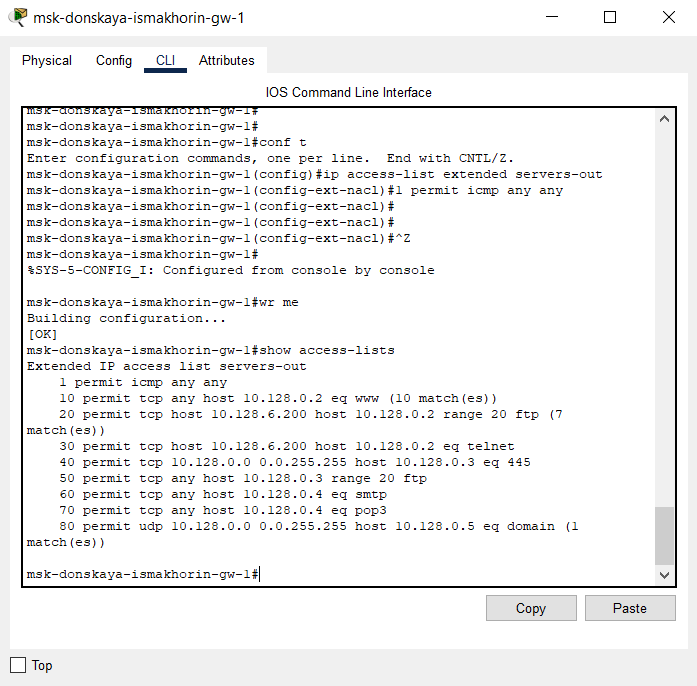 msk-donskaya-ismakhorin-gw-1
Physical Config CLI Attributes
IOS Command Line Interface
msk-donskaya-ismakhorin-gw-1#
msk-donskaya-ismakhorin-gw-1#
msk-donskaya-ismakhorin-gw-1#conf t
Enter configuration commands, one per line.  End with CNTL/Z.
msk-donskaya-ismakhorin-gw-1(config)#ip access-list extended servers-out
msk-donskaya-ismakhorin-gw-1(config-ext-nacl)#1 permit icmp any any
msk-donskaya-ismakhorin-gw-1(config-ext-nacl)#
msk-donskaya-ismakhorin-gw-1(config-ext-nacl)#
msk-donskaya-ismakhorin-gw-1(config-ext-nacl)#^Z
msk-donskaya-ismakhorin-gw-1#
%SYS-5-CONFIG_I: Configured from console by console
msk-donskaya-ismakhorin-gw-1#wr me
Building configuration...
[OK]
msk-donskaya-ismakhorin-gw-1#show access-lists
Extended IP access list servers-out
1 permit icmp any any
10 permit tcp any host 10.128.0.2 eq www (10 match(es))
20 permit tcp host 10.128.6.200 host 10.128.0.2 range 20 ftp (7
match(es))
30 permit tcp host 10.128.6.200 host 10.128.0.2 eq telnet
40 permit tcp 10.128.0.0 0.0.255.255 host 10.128.0.3 eq 445
50 permit tcp any host 10.128.0.3 range 20 ftp
60 permit tcp any host 10.128.0.4 eq smtp
70 permit tcp any host 10.128.0.4 eq pop3
80 permit udp 10.128.0.0 0.0.255.255 host 10.128.0.5 eq domain (1
match(es))
msk-donskaya-ismakhorin-gw-1#
Copy Paste
Top